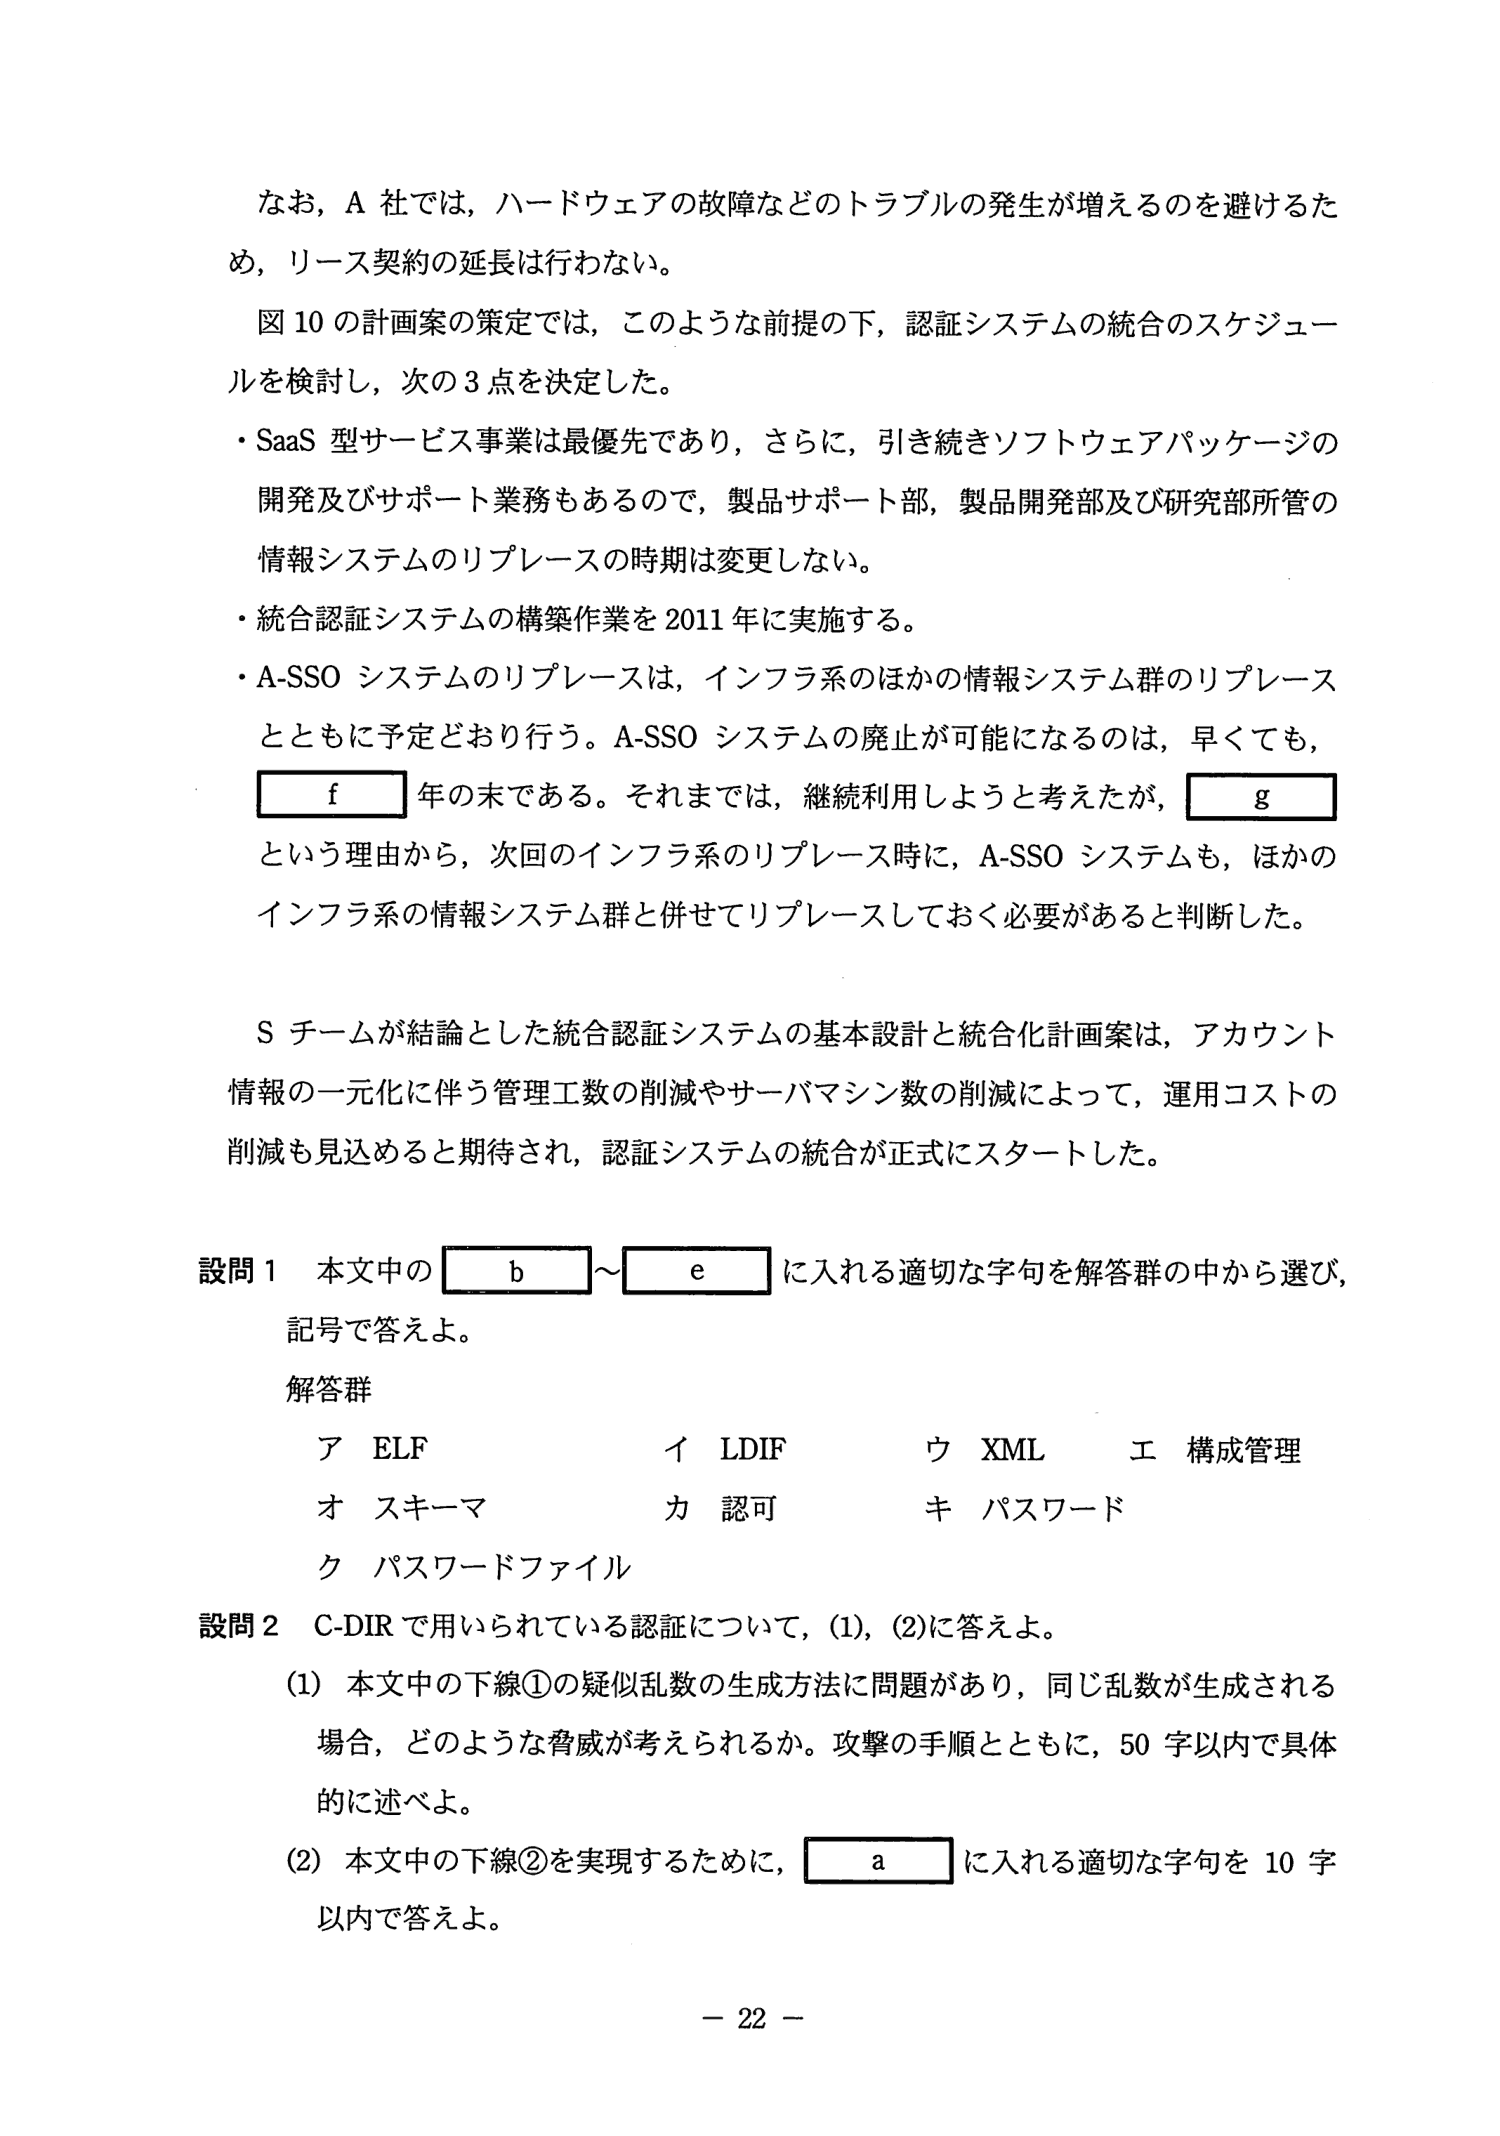 なお，A 社では，ハードウェアの故障などのトラブルの発生が増えるのを避けるた
め，リース契約の延長は行わない。
図 10 の計画案の策定では，このような前提の下，認証システムの統合のスケジュー
ルを検討し，次の 3 点を決定した。
・SaaS 型サービス事業は最優先であり，さらに，引き続きソフトウェアパッケージの
開発及びサポート業務もあるので，製品サポート部，製品開発部及び研究部所管の
情報システムのリプレースの時期は変更しない。
・統合認証システムの構築作業を 2011 年に実施する。
・A-SSO システムのリプレースは，インフラ系のほかの情報システム群のリプレース
とともに予定どおり行う。A-SSO システムの廃止が可能になるのは，早くても，
f 年の末である。それまでは，継続利用しようと考えたが， g
という理由から，次回のインフラ系のリプレース時に，A-SSO システムも，ほかの
インフラ系の情報システム群と併せてリプレースしておく必要があると判断した。
S チームが結論とした統合認証システムの基本設計と統合化計画案は，アカウント
情報の一元化に伴う管理工数の削減やサーバマシン数の削減によって，運用コストの
削減も見込めると期待され，認証システムの統合が正式にスタートした。
設問 1 本文中の b ～ e に入れる適切な字句を解答群の中から選び，
記号で答えよ。
解答群
ア ELF イ LDIF ウ XML エ 構成管理
オ スキーマ カ 認可 キ パスワード
ク パスワードファイル
設問 2 C-DIR で用いられている認証について，(1)，(2)に答えよ。
(1) 本文中の下線①の疑似乱数の生成方法に問題があり，同じ乱数が生成される
場合，どのような脅威が考えられるか。攻撃の手順とともに，50 字以内で具体
的に述べよ。
(2) 本文中の下線②を実現するために， a に入れる適切な字句を 10 字
以内で答えよ。
－ 22 －